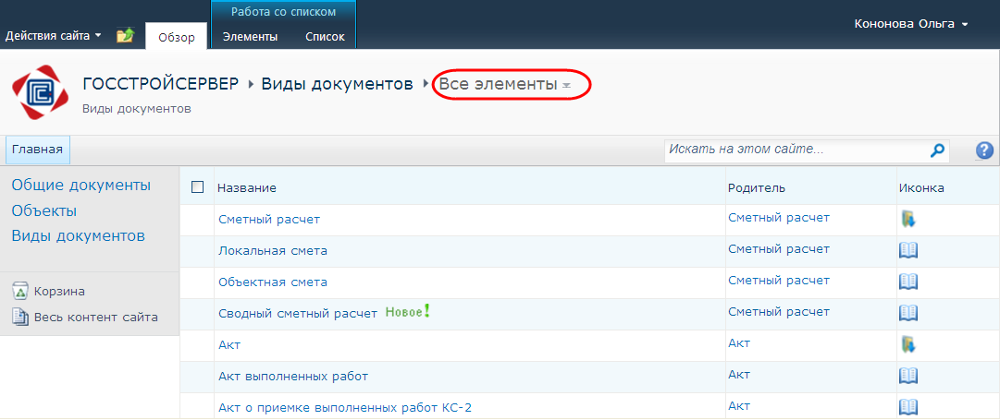 Работа со списком
Действия сайта Обзор Элементы Список Кононова Ольга
ГОССТРОЙСЕРВЕР Виды документов Все элементы
Виды документов
Главная Искать на этом сайте... ?
Общие документы
Объекты
Виды документов
Корзина
Весь контент сайта
Название Родитель Иконка
Сметный расчет Сметный расчет
Локальная смета Сметный расчет
Объектная смета Сметный расчет
Сводный сметный расчет Новое! Сметный расчет
Акт Акт
Акт выполненных работ Акт
Акт о приемке выполненных работ КС-2 Акт